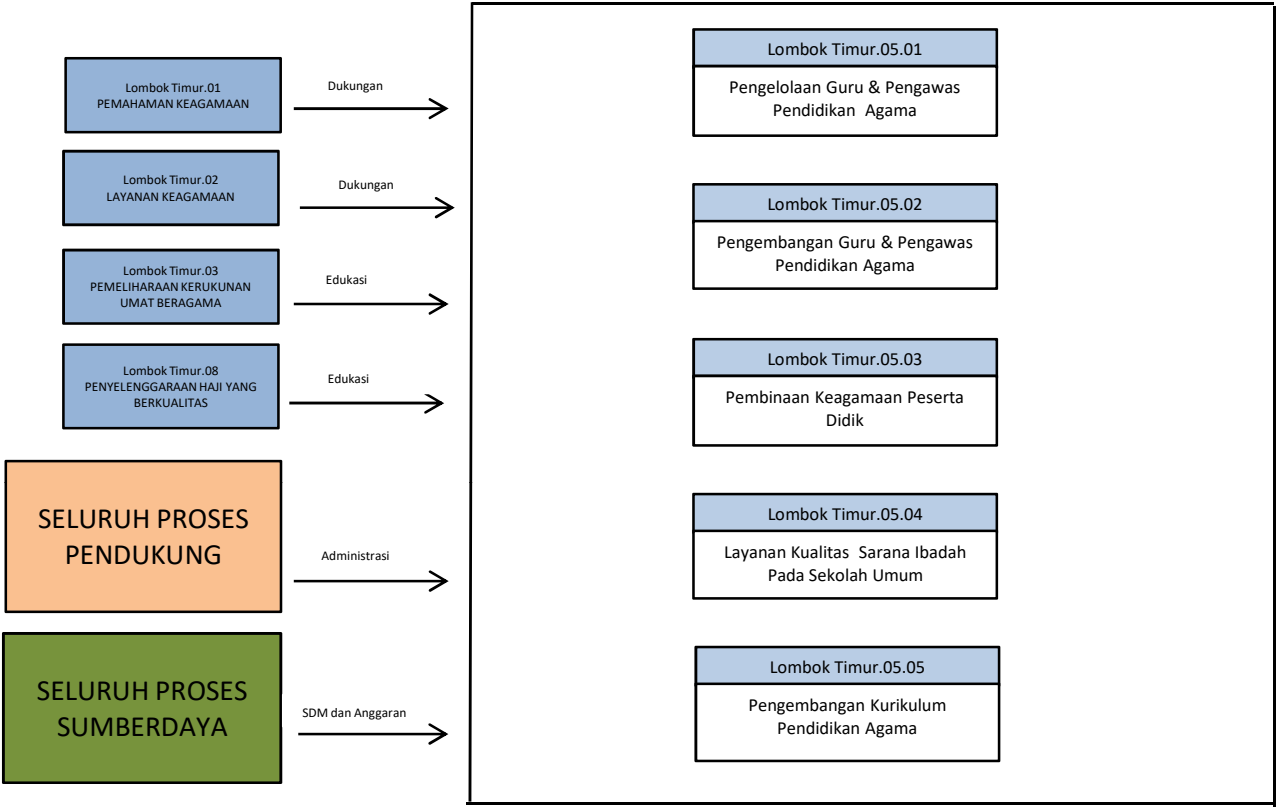 Lombok Timur.01
PEMAHAMAN KEAGAMAAN
Dukungan
Lombok Timur.02
LAYANAN KEAGAMAAN
Dukungan
Lombok Timur.03
PEMELIHARAAN KERUKUNAN
UMAT BERAGAMA
Edukasi
Lombok Timur.08
PENYELENGGARAAN HAJI YANG
BERKUALITAS
Edukasi
SELURUH PROSES
PENDUKUNG
Administrasi
SELURUH PROSES
SUMBERDAYA
SDM dan Anggaran
Lombok Timur.05.01
Pengelolaan Guru & Pengawas
Pendidikan Agama
Lombok Timur.05.02
Pengembangan Guru & Pengawas
Pendidikan Agama
Lombok Timur.05.03
Pembinaan Keagamaan Peserta
Didik
Lombok Timur.05.04
Layanan Kualitas Sarana Ibadah
Pada Sekolah Umum
Lombok Timur.05.05
Pengembangan Kurikulum
Pendidikan Agama